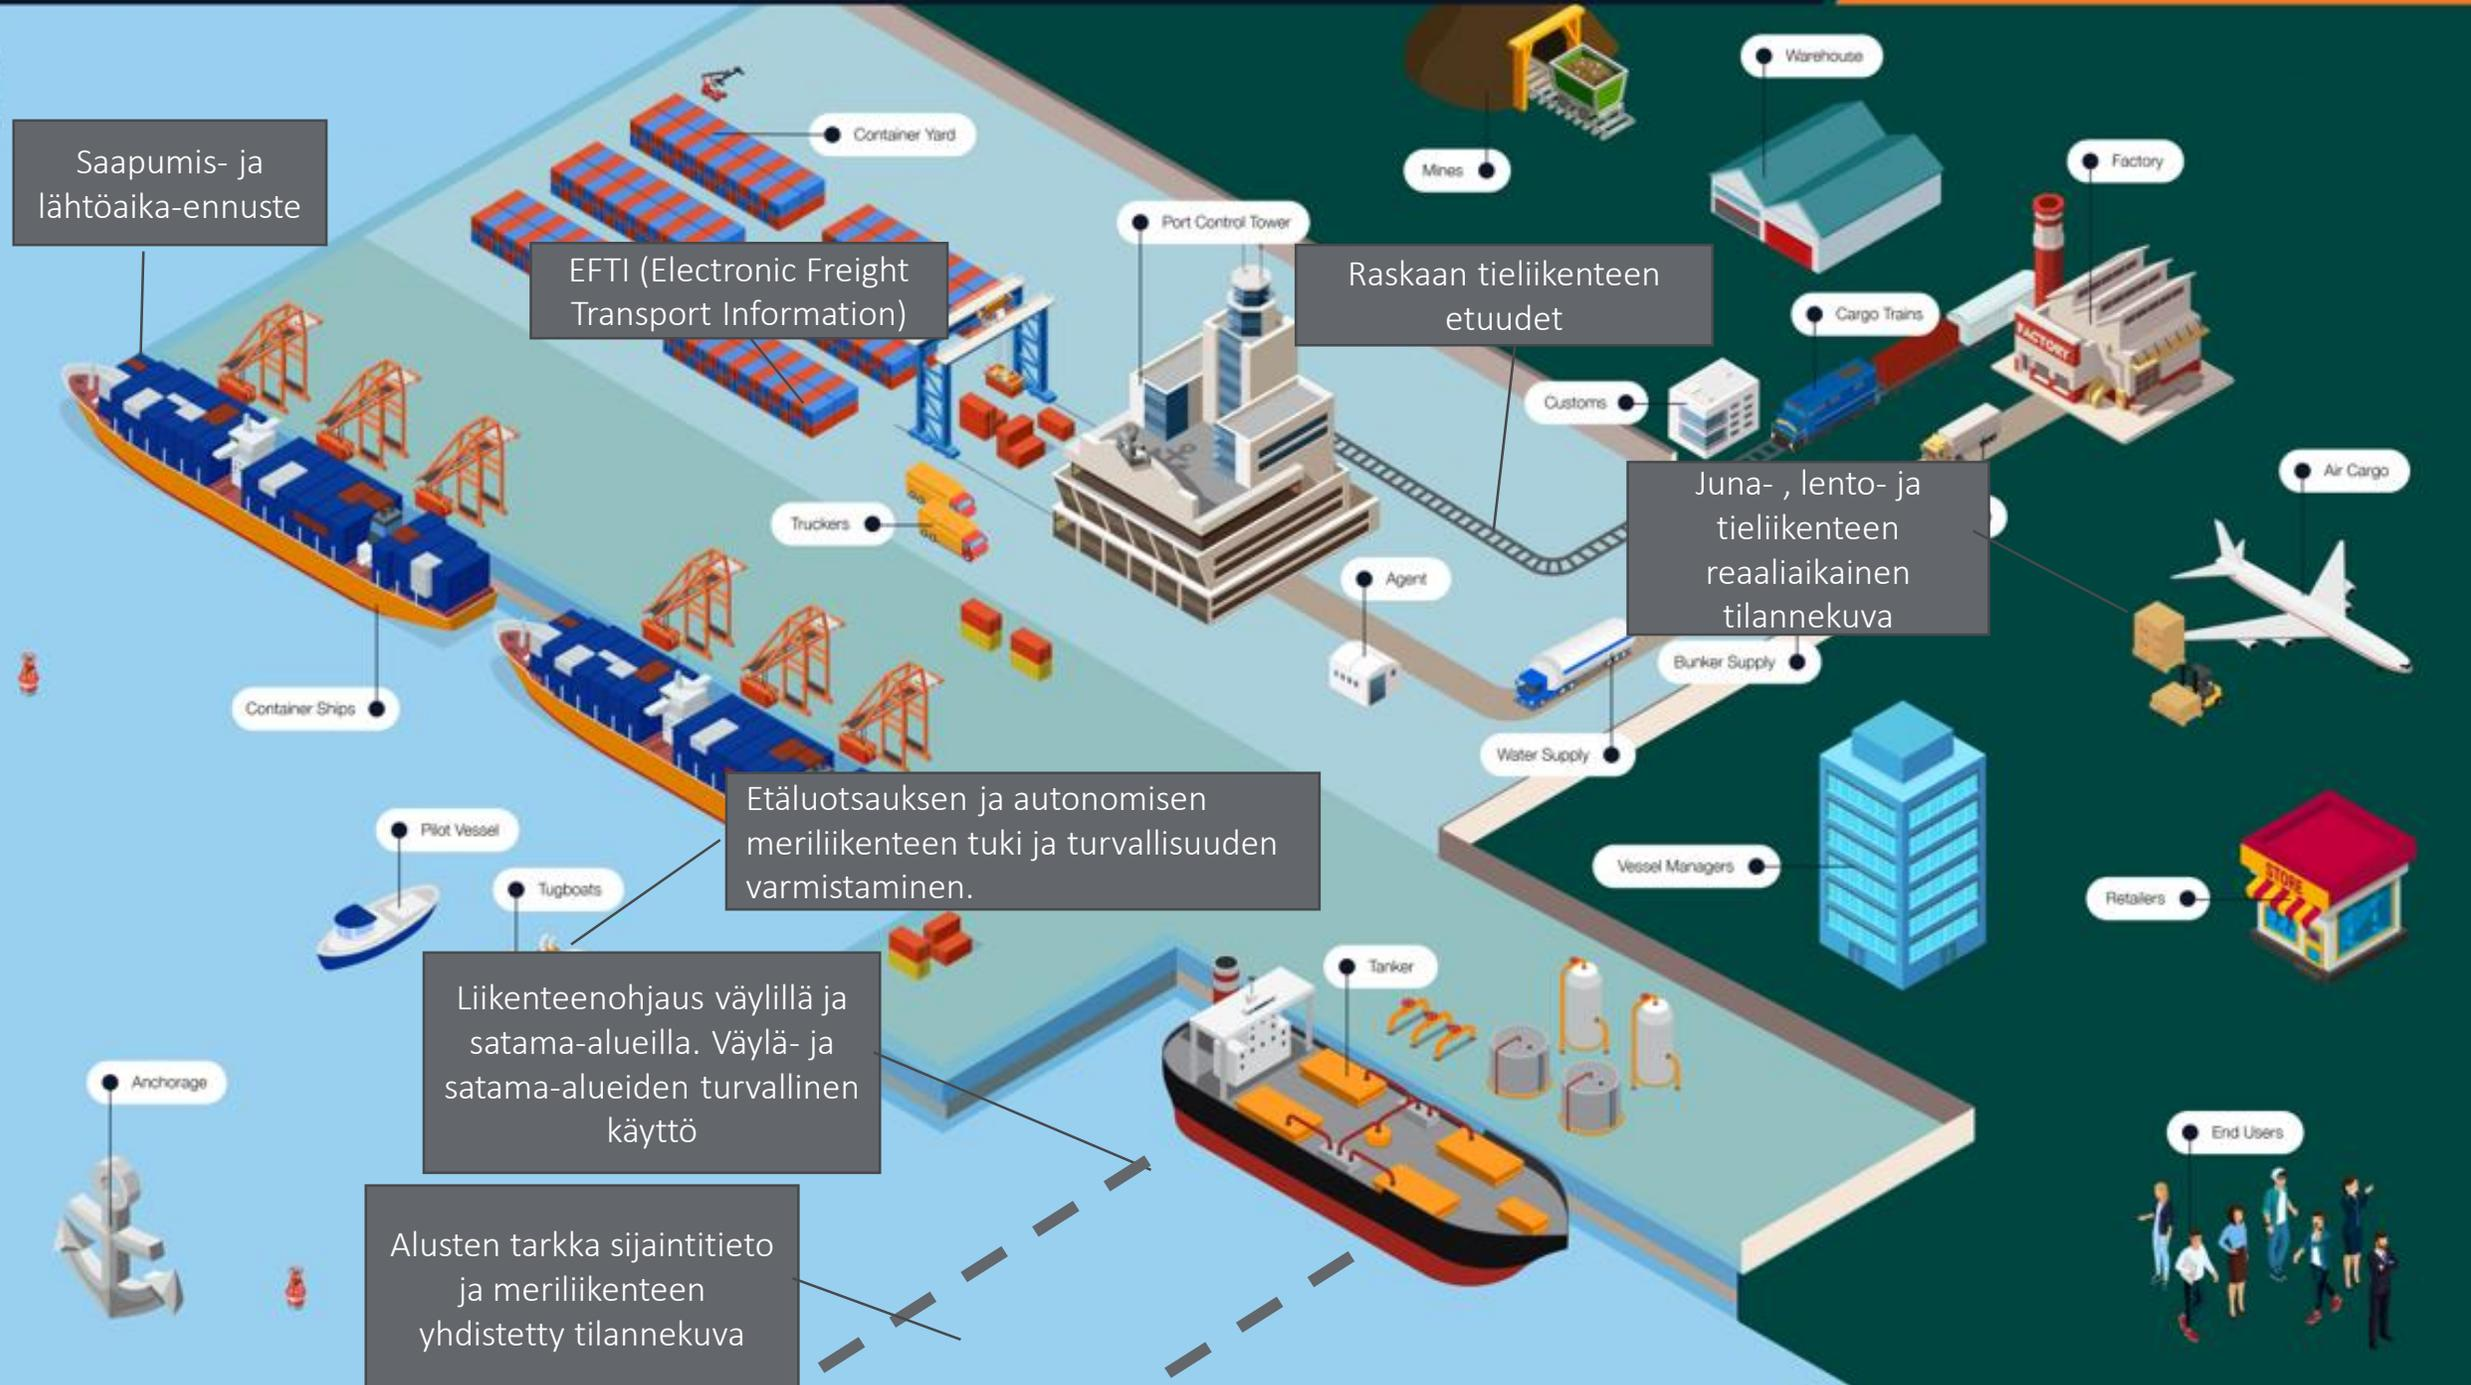 Warehouse
Container Yard
Saapumis- ja
lähtöaika-ennuste
Mines
Factory
Port Control Tower
EFTI (Electronic Freight
Transport Information)
Raskaan tieliikenteen
etuudet
Cargo Trains
FACTORY
Customs
Air Cargo
Juna- , lento- ja
tieliikenteen
reaaliaikainen
tilannekuva
Truckers
Agent
Bunker Supply
Container Ships
Water Supply
Etäluotsauksen ja autonomisen
meriliikenteen tuki ja turvallisuuden
varmistaminen.
Pilot Vessel
Tugboats
Vessel Managers
STORE
Retailers
Tanker
Liikenteenohjaus väylillä ja
satama-alueilla. Väylä- ja
satama-alueiden turvallinen
käyttö
Anchorage
End Users
Alusten tarkka sijaintitieto
ja meriliikenteen
yhdistetty tilannekuva